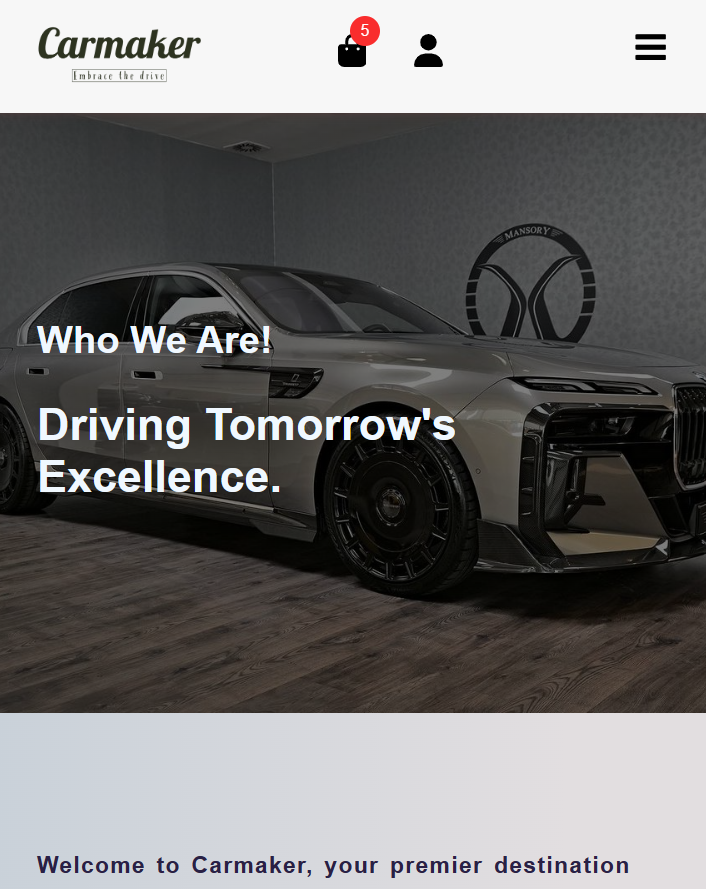 Carmaker
Embrace the drive
5
MANSORY
Who We Are!
Driving Tomorrow's
Excellence.
Welcome to Carmaker, your premier destination